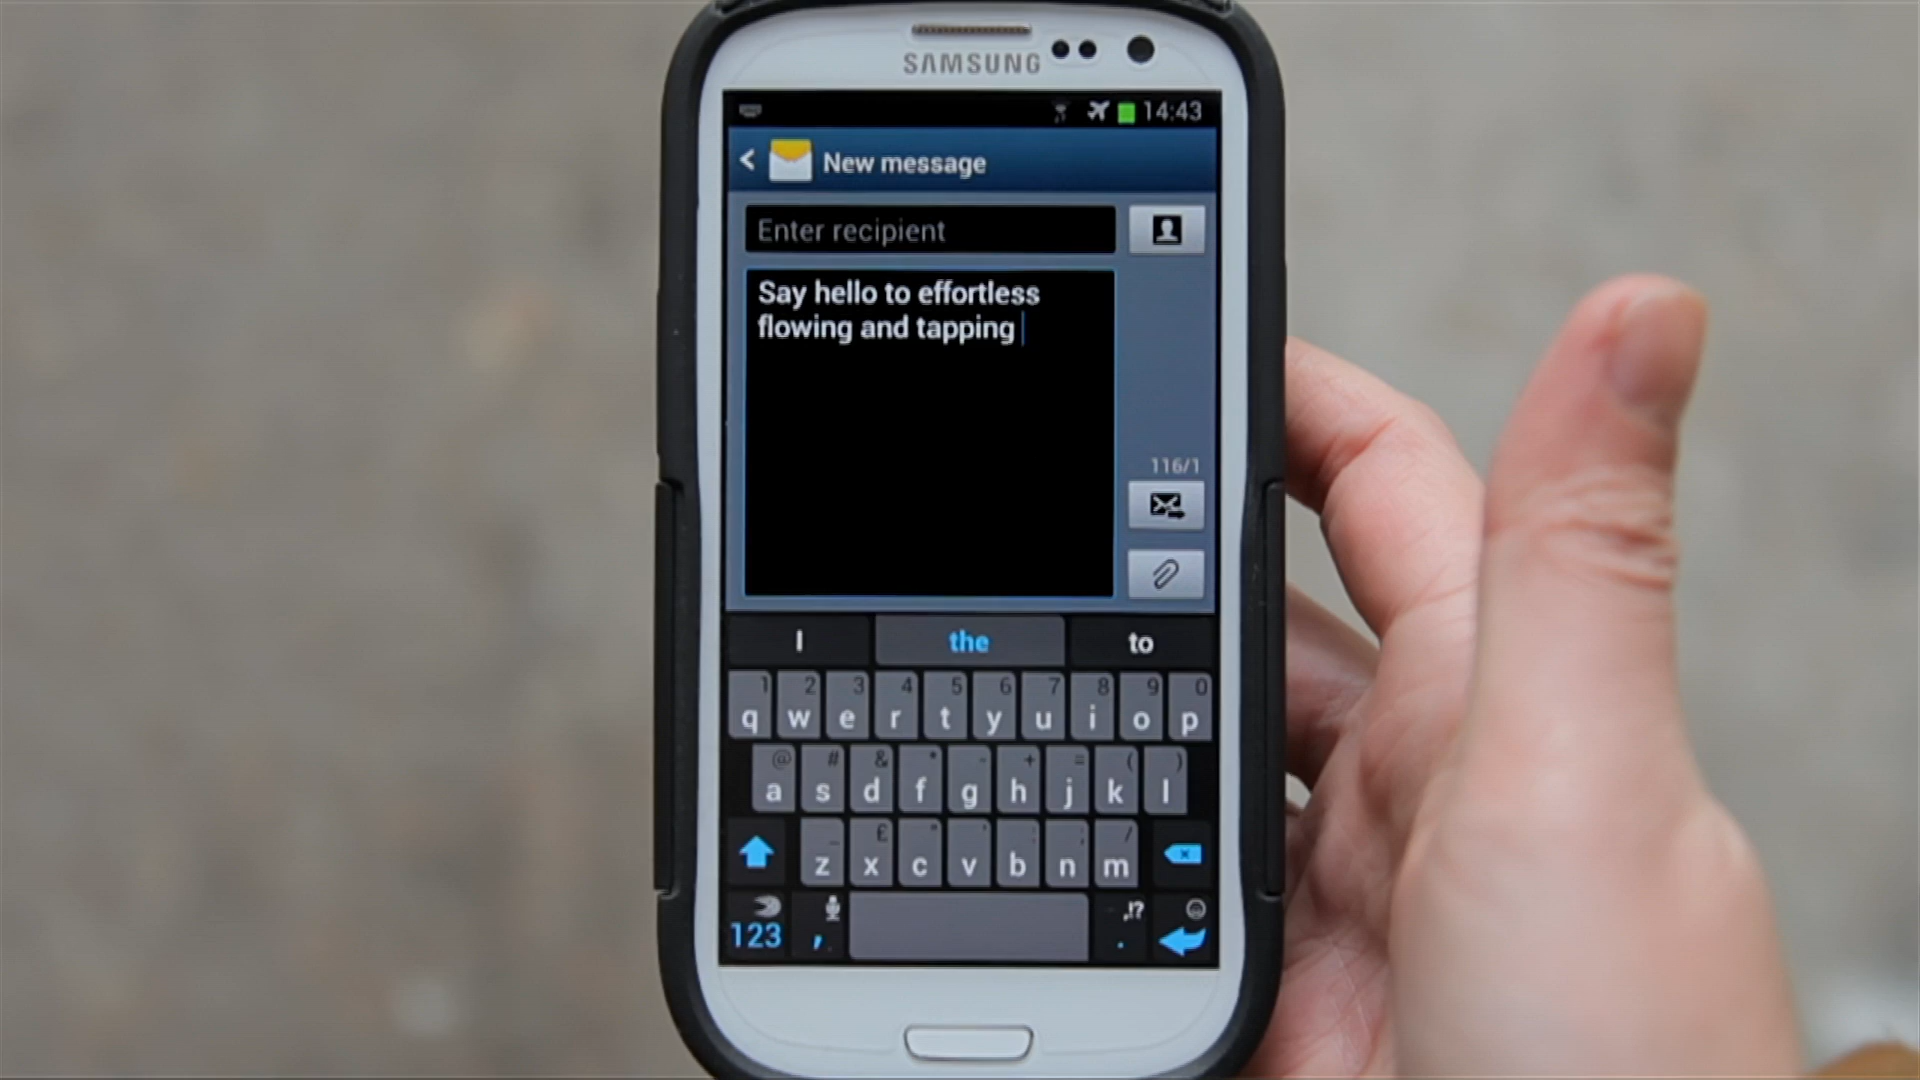 SAMSUNG
14:43
New message
Enter recipient
Say hello to effortless
flowing and tapping
116/1
I the to
1 2 3 4 5 6 7 8 9 0
q w e r t y u i o p
@ # & * - + = ( )
a s d f g h j k l
_ £ " ' : ; /
z x c v b n m
,!?
123 , .